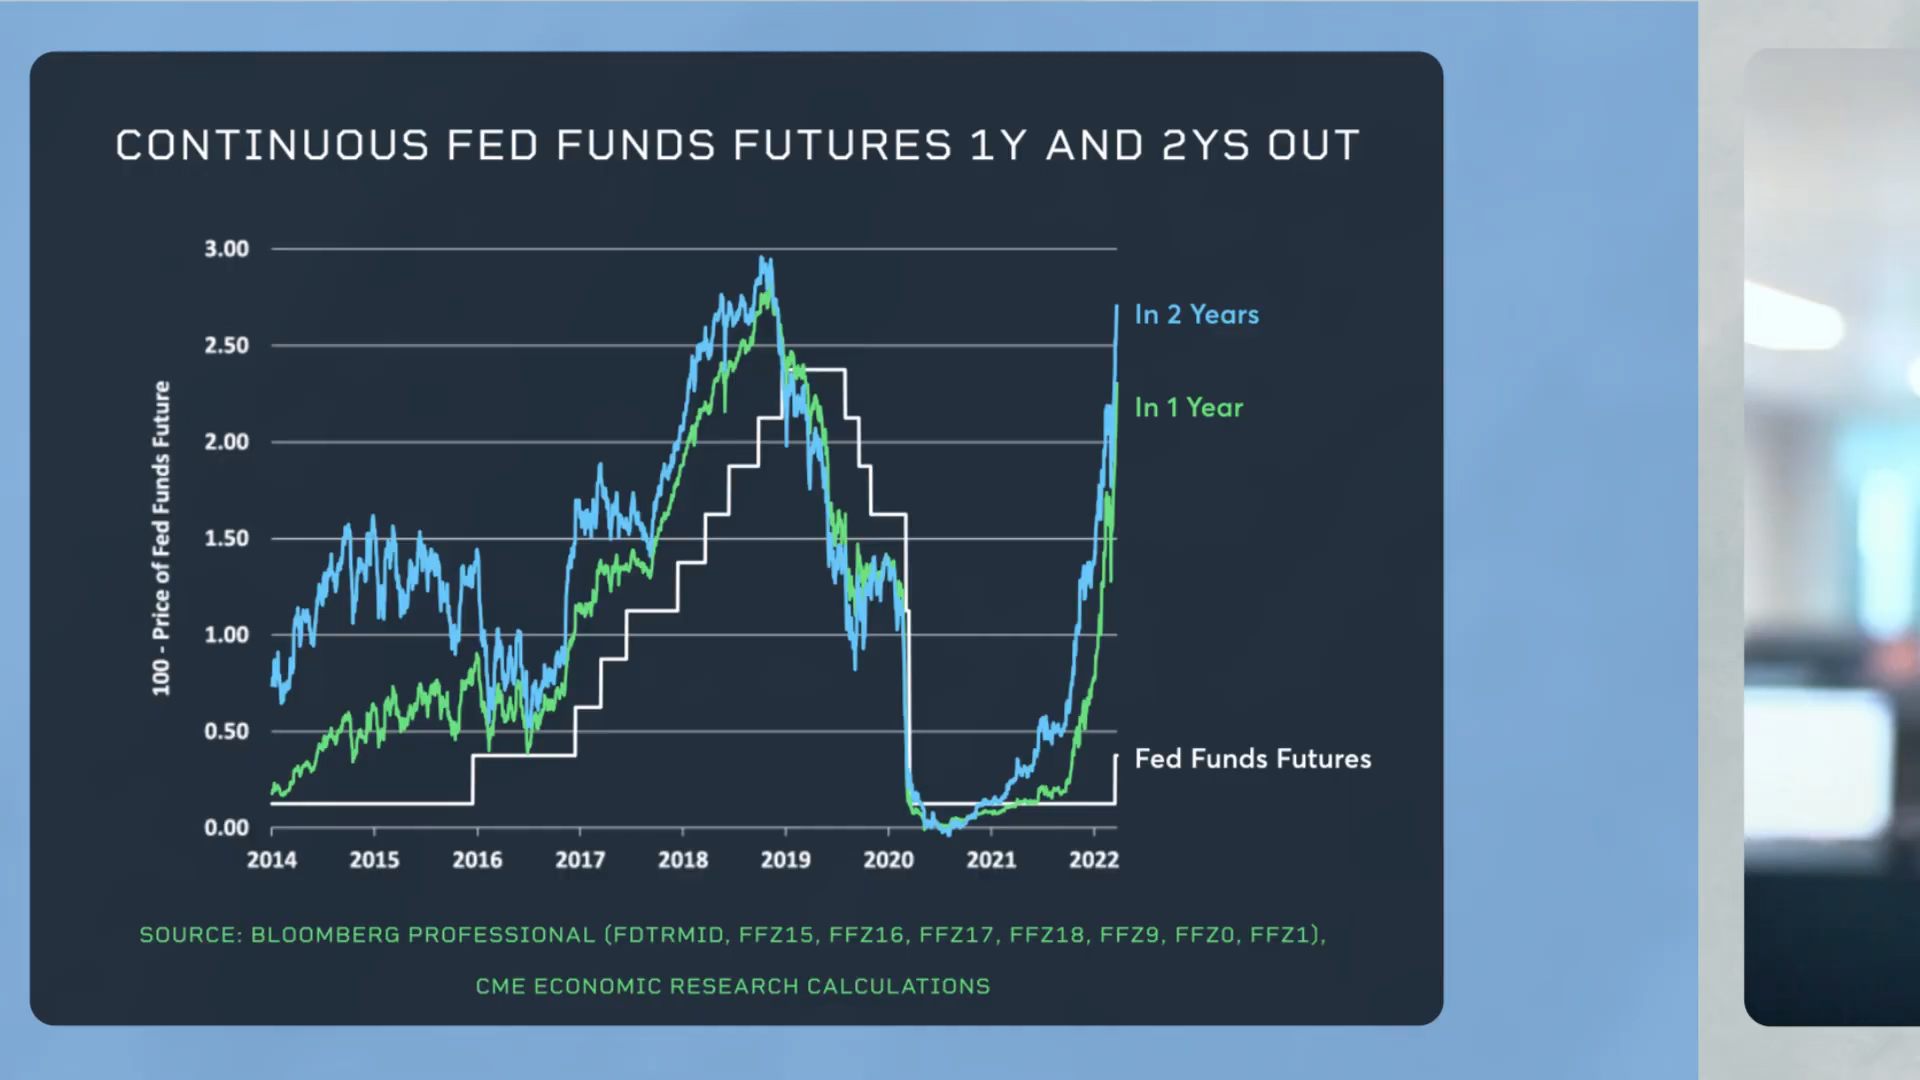 CONTINUOUS FED FUNDS FUTURES 1Y AND 2YS OUT
100 - Price of Fed Funds Future
3.00
2.50
2.00
1.50
1.00
0.50
0.00
2014 2015 2016 2017 2018 2019 2020 2021 2022
In 2 Years
In 1 Year
Fed Funds Futures
SOURCE: BLOOMBERG PROFESSIONAL (FDTRMID, FFZ15, FFZ16, FFZ17, FFZ18, FFZ9, FFZ0, FFZ1),
CME ECONOMIC RESEARCH CALCULATIONS